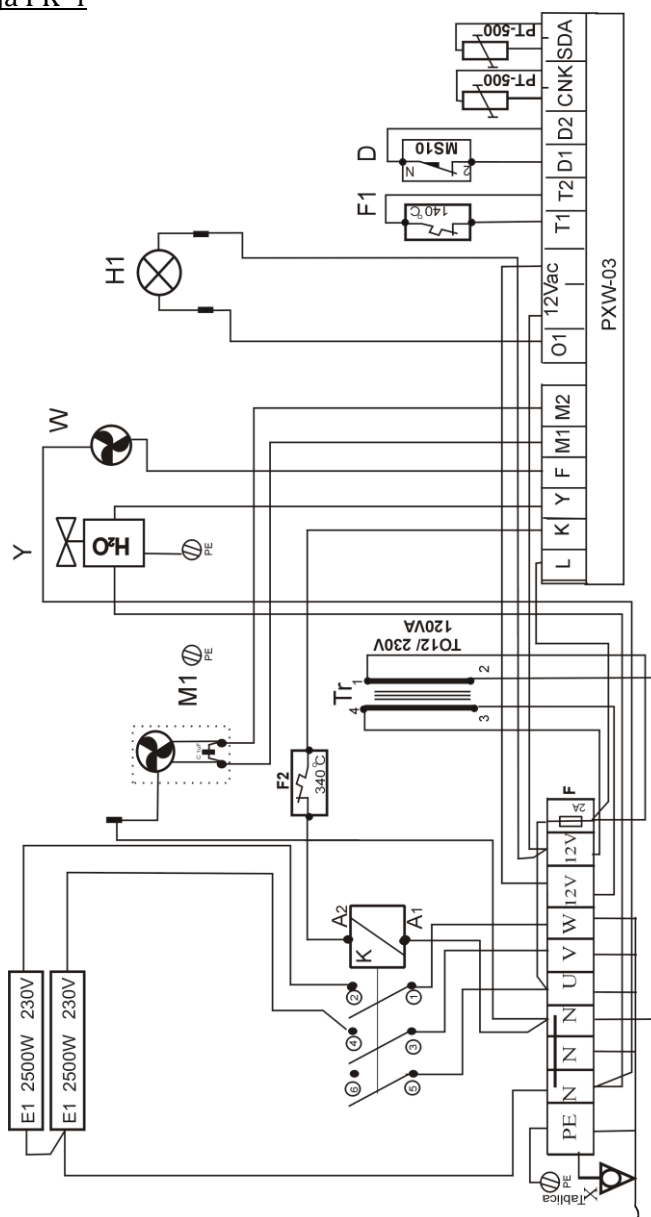 E1 2500W 230V
E1 2500W 230V
M1
PE
C 1uF
Y
H₂O
PE
W
H1
F1
140°C
D
MS10
N
2
PT-500
PT-500
F2
340°C
A2
K
A1
2
4
6
1
3
5
Tr
4
1
3
2
TO12/ 230V
120VA
Tablica
PE
X
PE
N
N
N
U
V
W
12V
12V
2A
F
L
K
Y
F
M1
M2
O1
12Vac
T1
T2
D1
D2
CNK
SDA
PXW-03